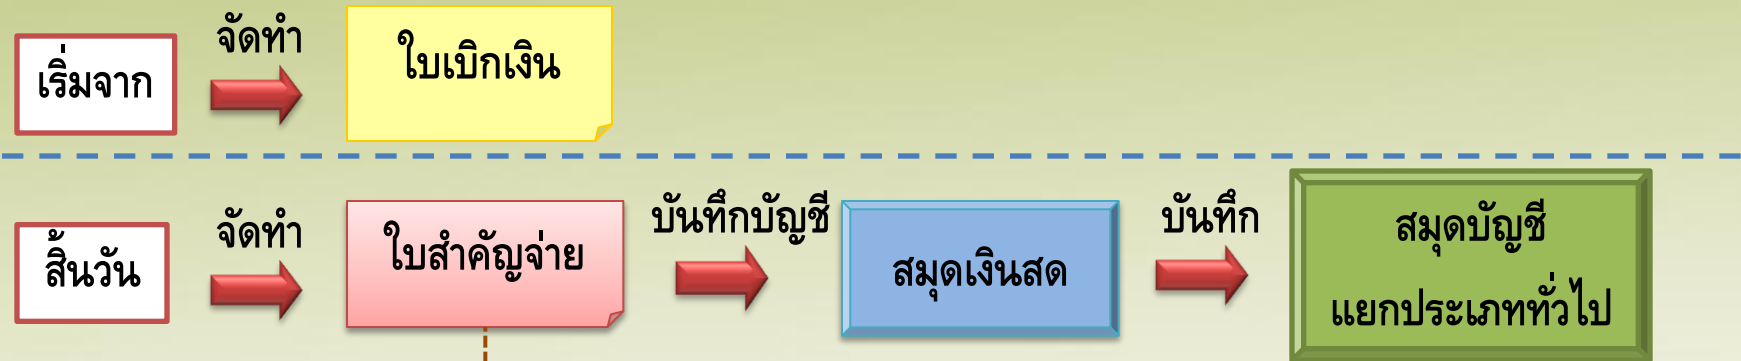 จัดทำ
เริ่มจาก
ใบเบิกเงิน
จัดทำ
สิ้นวัน
ใบสำคัญจ่าย
บันทึกบัญชี
สมุดเงินสด
บันทึก
สมุดบัญชี
แยกประเภททั่วไป